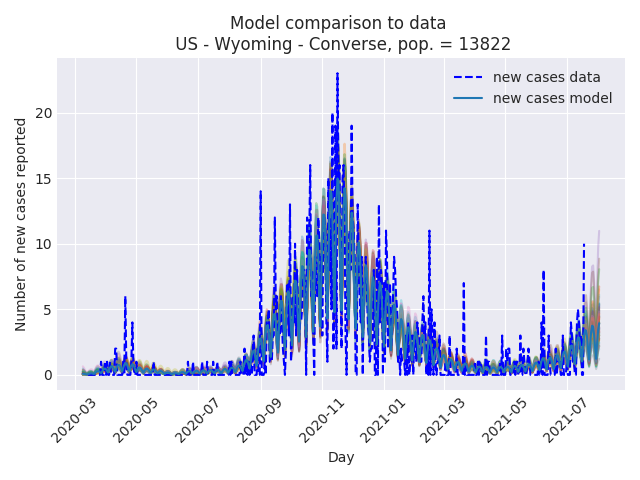 Model comparison to data
US - Wyoming - Converse, pop. = 13822
new cases data
new cases model
Number of new cases reported
20
15
10
5
0
2020-03
2020-05
2020-07
2020-09
2020-11
2021-01
2021-03
2021-05
2021-07
Day